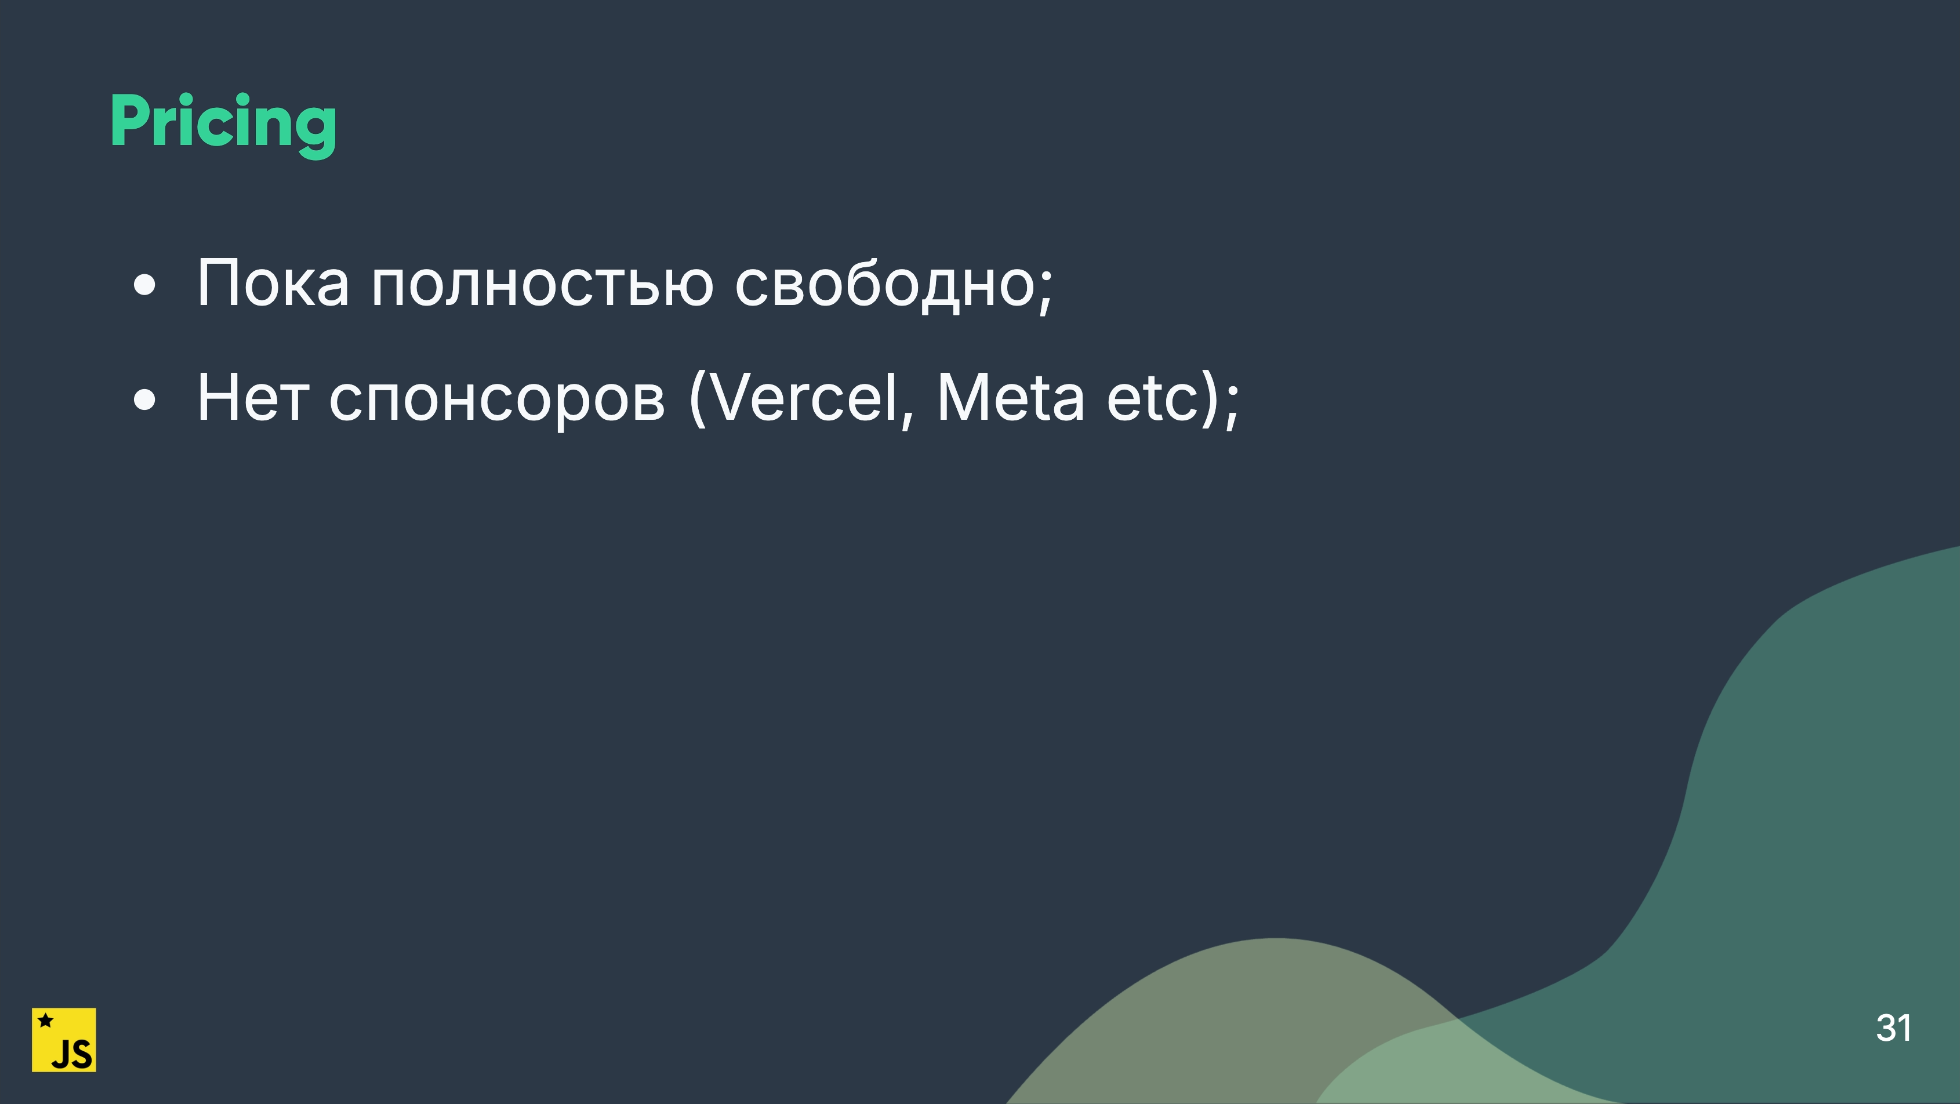 Pricing
• Пока полностью свободно;
• Нет спонсоров (Vercel, Meta etc);
JS
31